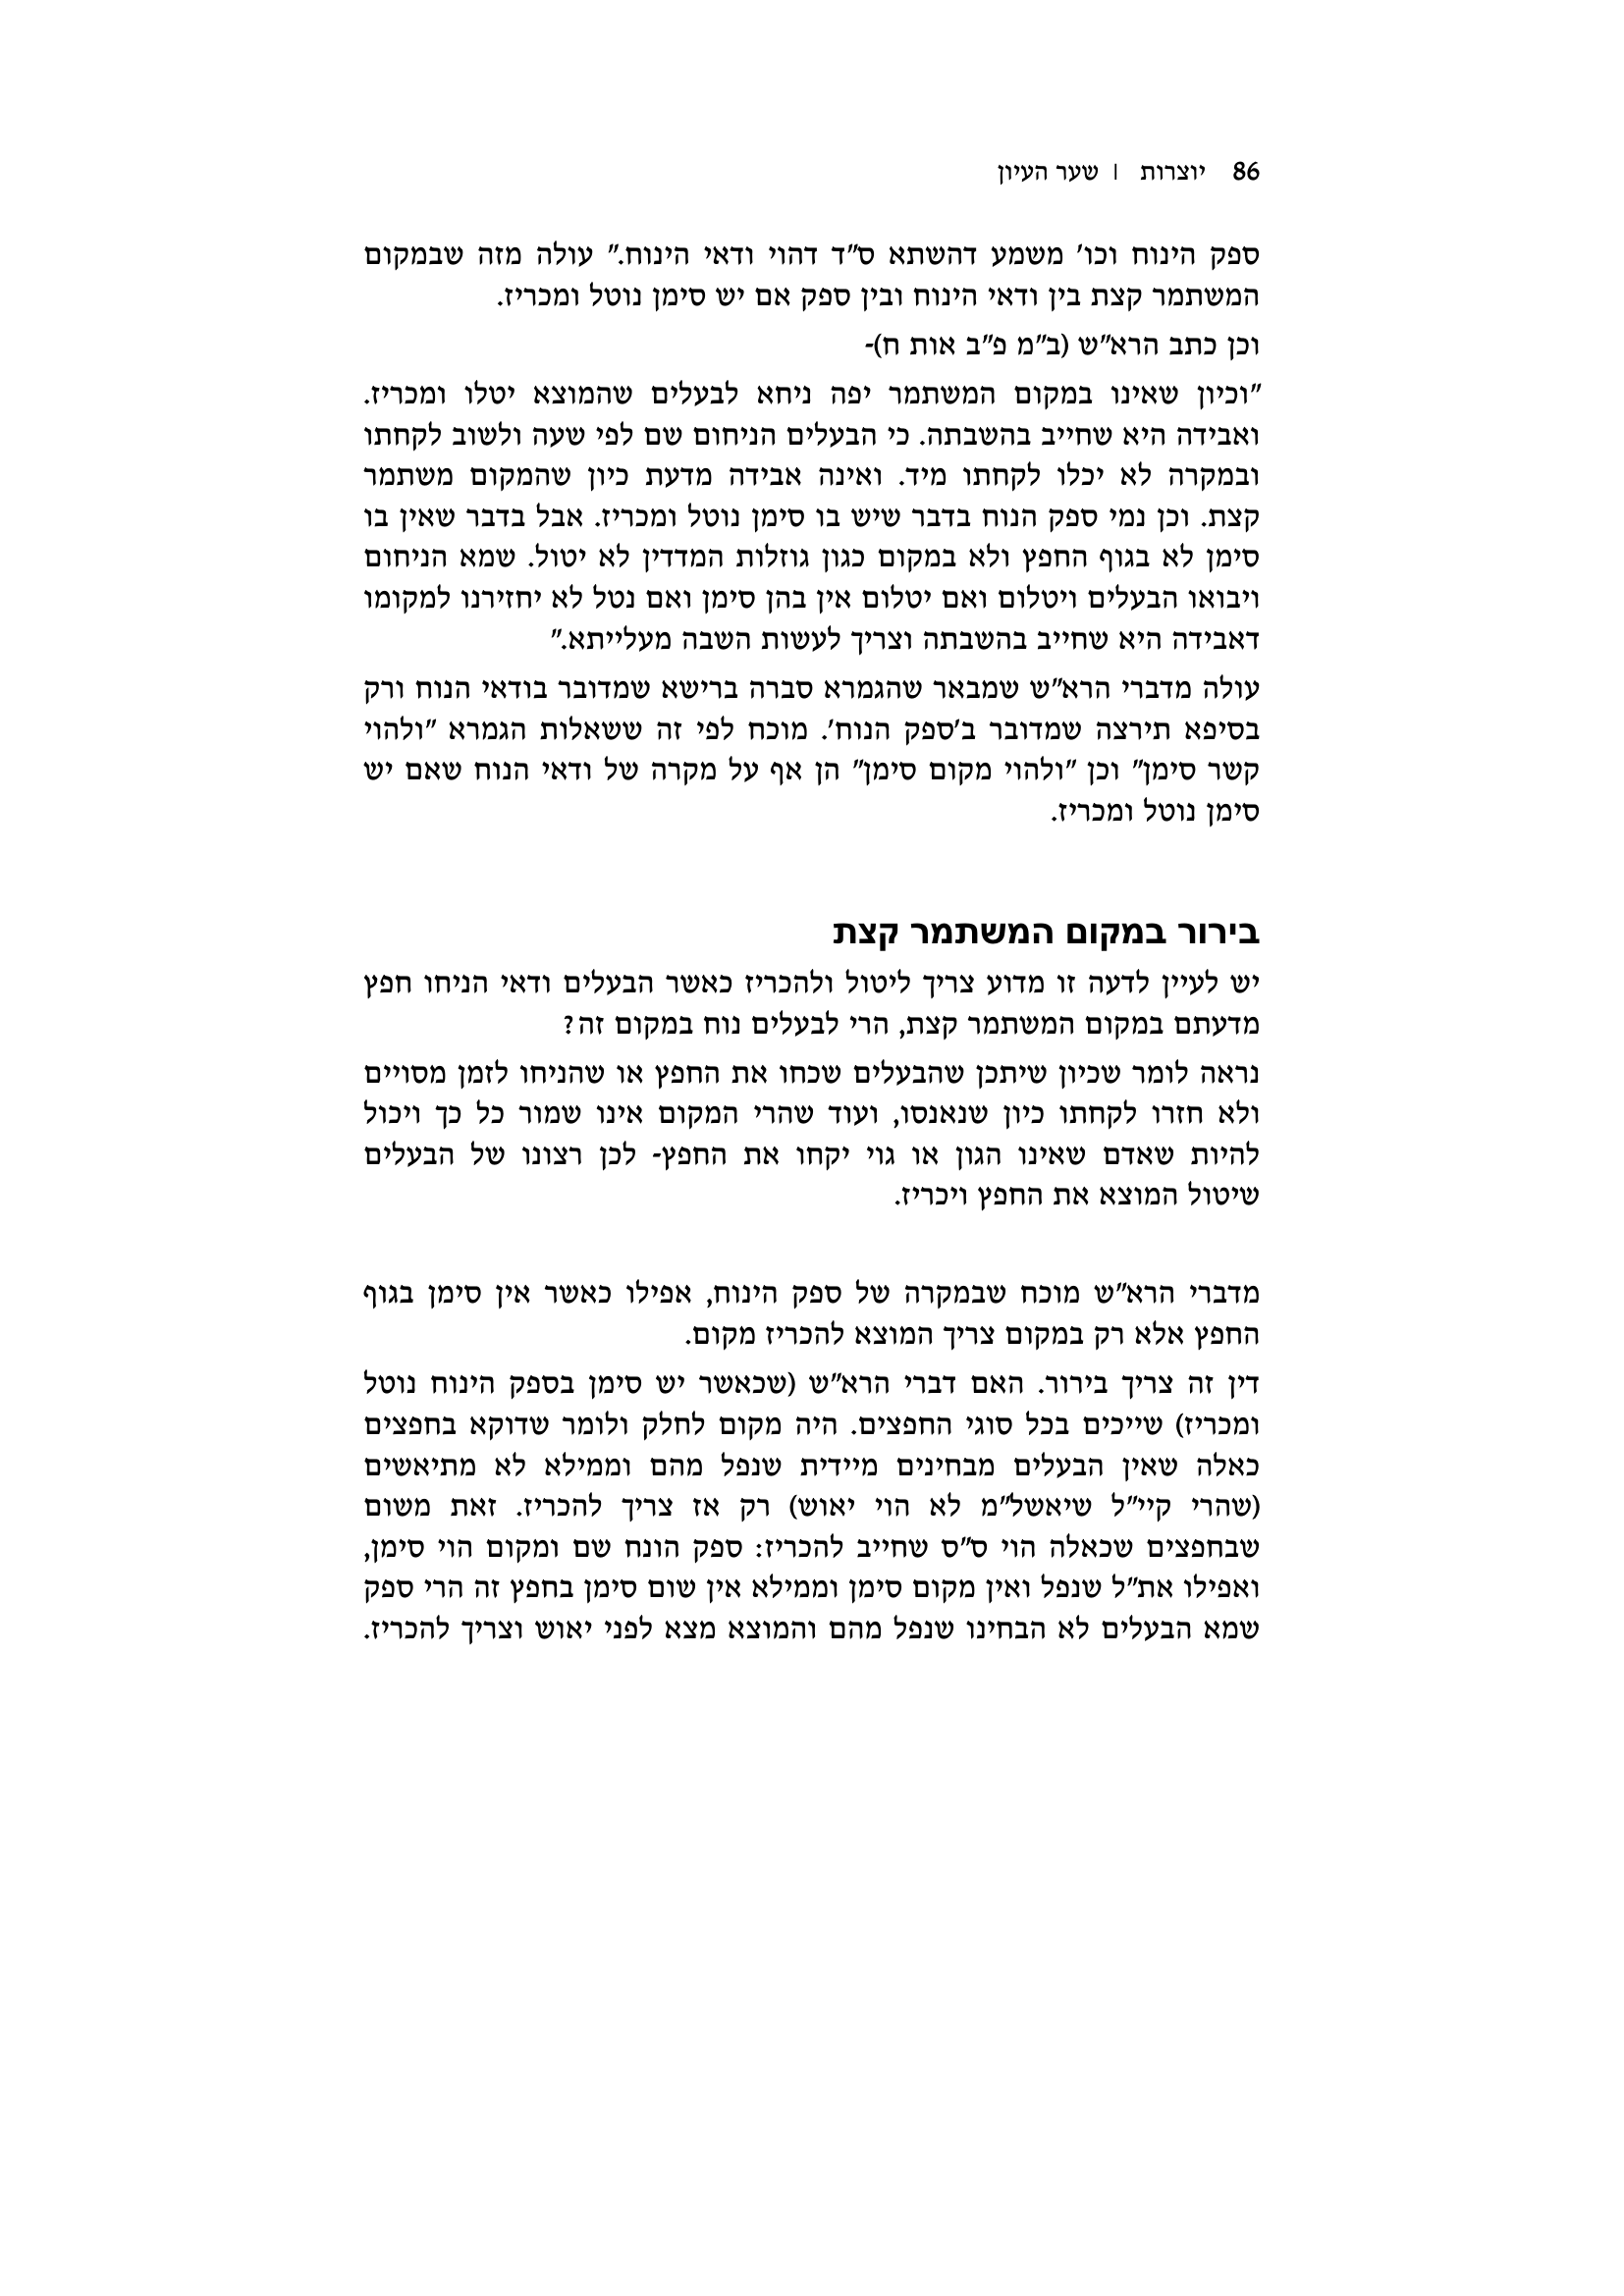 86 יוצרות | שער העיון
ספק הינוח וכו' משמע דהשתא ס"ד דהוי ודאי הינוח." עולה מזה שבמקום
המשתמר קצת בין ודאי הינוח ובין ספק אם יש סימן נוטל ומכריז.
וכן כתב הרא"ש (ב"מ פ"ב אות ח)-
"וכיון שאינו במקום המשתמר יפה ניחא לבעלים שהמוצא יטלו ומכריז.
ואבידה היא שחייב בהשבתה. כי הבעלים הניחום שם לפי שעה ולשוב לקחתו
ובמקרה לא יכלו לקחתו מיד. ואינה אבידה מדעת כיון שהמקום משתמר
קצת. וכן נמי ספק הנוח בדבר שיש בו סימן נוטל ומכריז. אבל בדבר שאין בו
סימן לא בגוף החפץ ולא במקום כגון גוזלות המדדין לא יטול. שמא הניחום
ויבואו הבעלים ויטלום ואם יטלום אין בהן סימן ואם נטל לא יחזירנו למקומו
דאבידה היא שחייב בהשבתה וצריך לעשות השבה מעלייתא."
עולה מדברי הרא"ש שמבאר שהגמרא סברה ברישא שמדובר בודאי הנוח ורק
בסיפא תירצה שמדובר ב'ספק הנוח'. מוכח לפי זה ששאלות הגמרא "ולהוי
קשר סימן" וכן "ולהוי מקום סימן" הן אף על מקרה של ודאי הנוח שאם יש
סימן נוטל ומכריז.
בירור במקום המשתמר קצת
יש לעיין לדעה זו מדוע צריך ליטול ולהכריז כאשר הבעלים ודאי הניחו חפץ
מדעתם במקום המשתמר קצת, הרי לבעלים נוח במקום זה?
נראה לומר שכיון שיתכן שהבעלים שכחו את החפץ או שהניחו לזמן מסויים
ולא חזרו לקחתו כיון שנאנסו, ועוד שהרי המקום אינו שמור כל כך ויכול
להיות שאדם שאינו הגון או גוי יקחו את החפץ- לכן רצונו של הבעלים
שיטול המוצא את החפץ ויכריז.
מדברי הרא"ש מוכח שבמקרה של ספק הינוח, אפילו כאשר אין סימן בגוף
החפץ אלא רק במקום צריך המוצא להכריז מקום.
דין זה צריך בירור. האם דברי הרא"ש (שכאשר יש סימן בספק הינוח נוטל
ומכריז) שייכים בכל סוגי החפצים. היה מקום לחלק ולומר שדוקא בחפצים
כאלה שאין הבעלים מבחינים מיידית שנפל מהם וממילא לא מתיאשים
(שהרי קיי"ל שיאשל"מ לא הוי יאוש) רק אז צריך להכריז. זאת משום
שבחפצים שכאלה הוי ס"ס שחייב להכריז: ספק הונח שם ומקום הוי סימן,
ואפילו את"ל שנפל ואין מקום סימן וממילא אין שום סימן בחפץ זה הרי ספק
שמא הבעלים לא הבחינו שנפל מהם והמוצא מצא לפני יאוש וצריך להכריז.